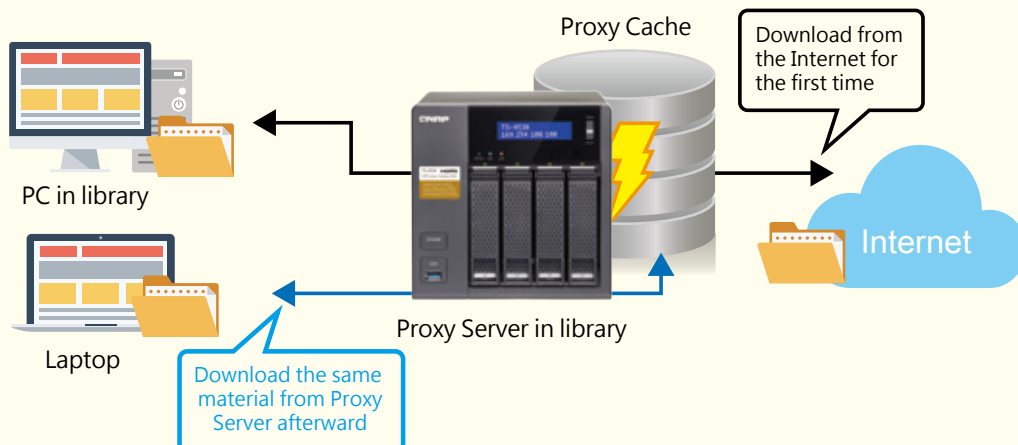 Proxy Cache
Download from
the Internet for
the first time
QNAP
PC in library
Internet
Proxy Server in library
Laptop
Download the same
material from Proxy
Server afterward